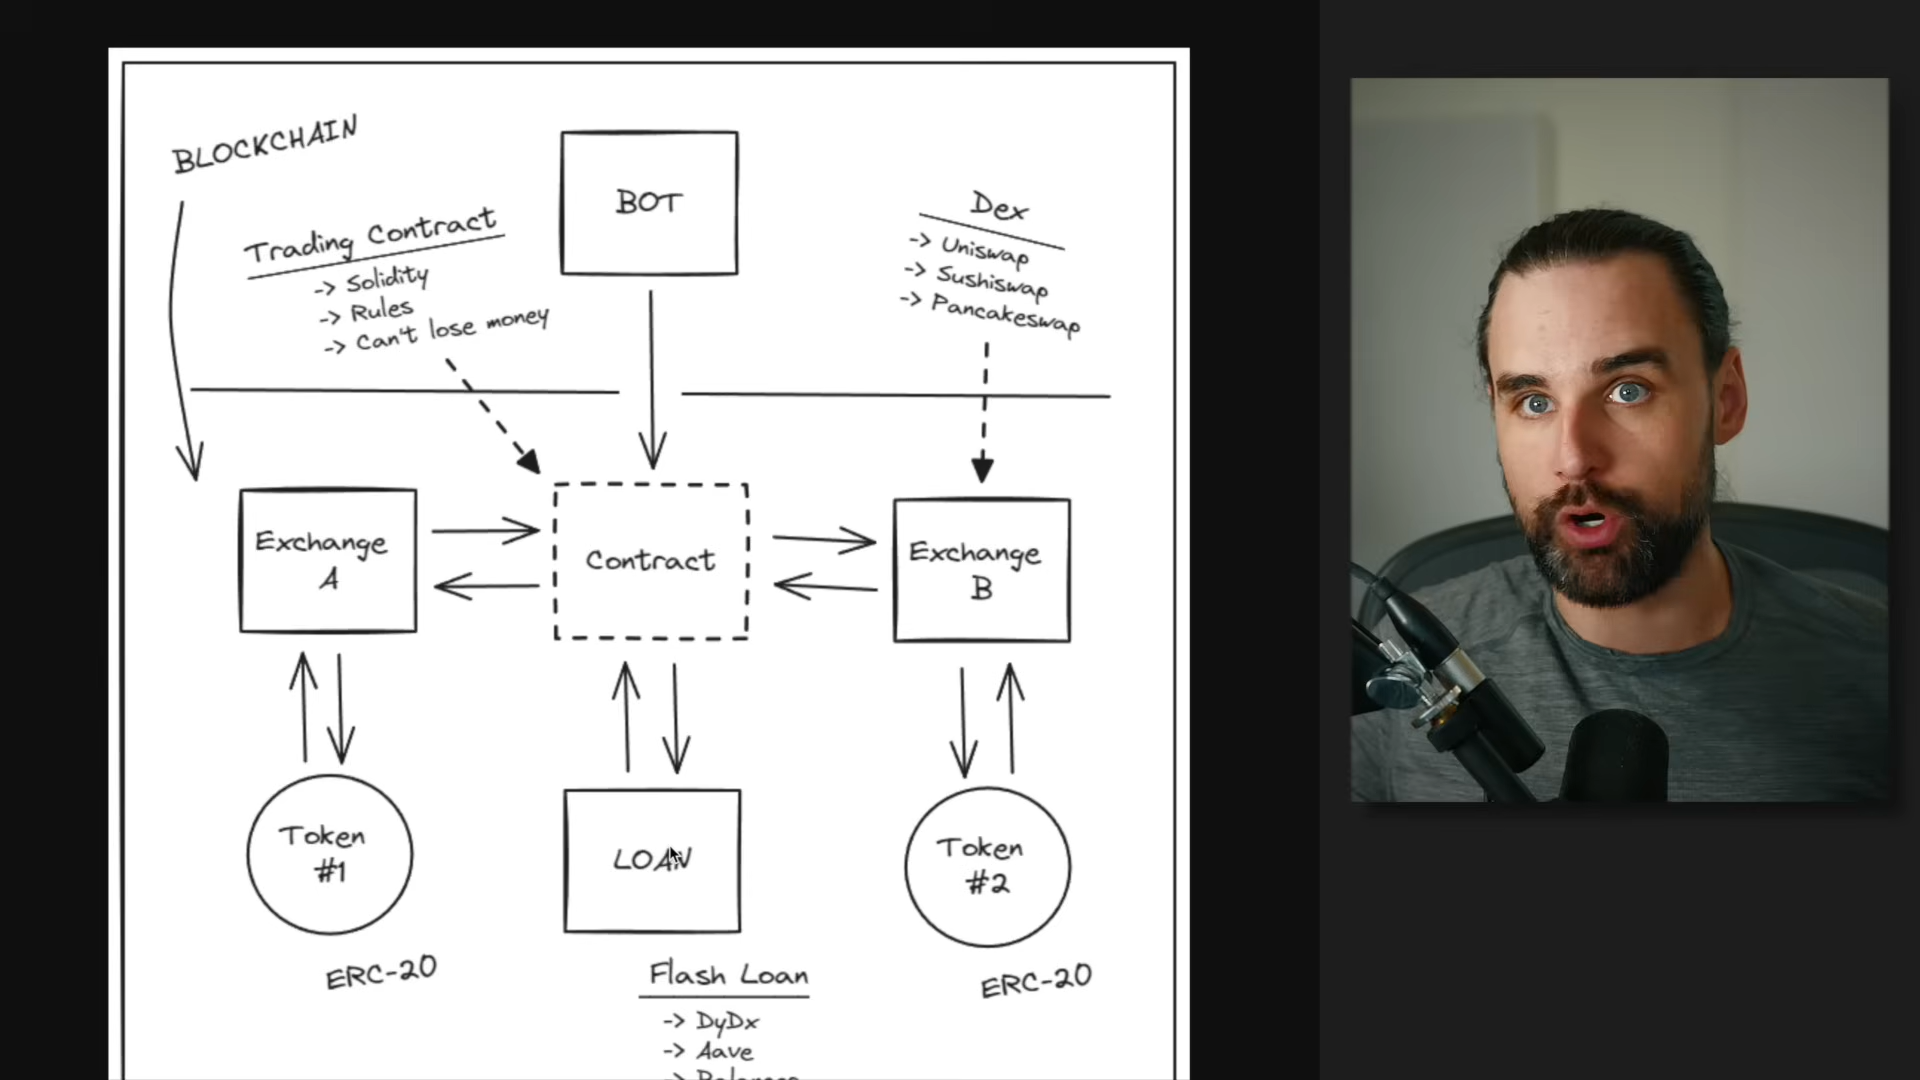 BLOCKCHAIN
BOT
Trading Contract
-> Solidity
-> Rules
-> Can't lose money
Dex
-> Uniswap
-> Sushiswap
-> Pancakeswap
Exchange
A
Contract
Exchange
B
Token
#1
LOAN
Token
#2
ERC-20
Flash Loan
-> DyDx
-> Aave
ERC-20